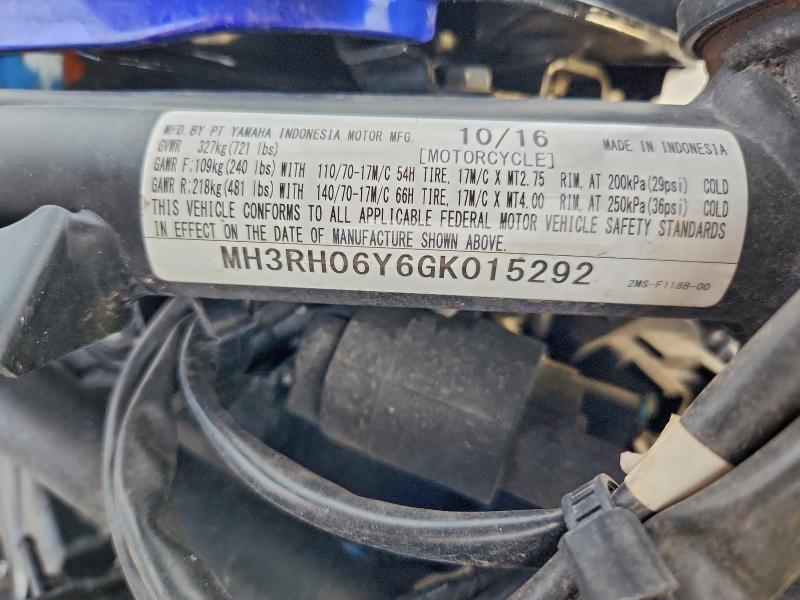 MFD. BY PT YAMAHA INDONESIA MOTOR MFG. 10/16 MADE IN INDONESIA
GVWR 327kg(721 lbs) [MOTORCYCLE]
GAWR F:109kg(240 lbs) WITH 110/70-17M/C 54H TIRE, 17M/C X MT2.75 RIM, AT 200kPa(29psi) COLD
GAWR R:218kg(481 lbs) WITH 140/70-17M/C 66H TIRE, 17M/C X MT4.00 RIM, AT 250kPa(36psi) COLD
THIS VEHICLE CONFORMS TO ALL APPLICABLE FEDERAL MOTOR VEHICLE SAFETY STANDARDS
IN EFFECT ON THE DATE OF MANUFACTURE SHOWN ABOVE.
MH3RH06Y6GK015292
2MS-F1188-00